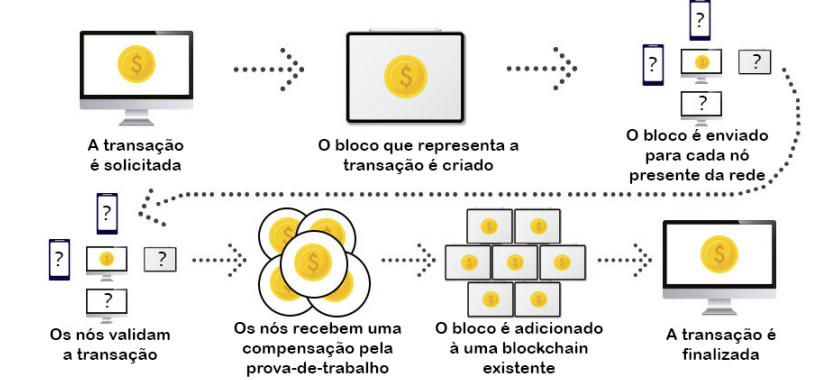 $
$
?
?
$
?
?
A transação
é solicitada
O bloco que representa a
transação é criado
O bloco é enviado
para cada nó
presente da rede
?
?
$
?
?
$
$
$
$
$
$
$
$
$
$
$
$
$
Os nós validam
a transação
Os nós recebem uma
compensação pela
prova-de-trabalho
O bloco é adicionado
à uma blockchain
existente
A transação é
finalizada